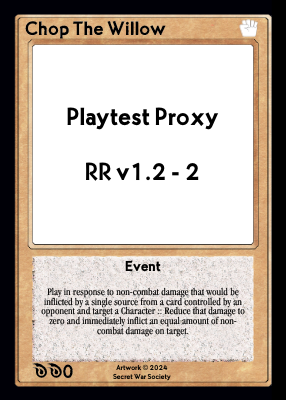 Chop The Willow
Playtest Proxy
RR v1.2 - 2
Event
Play in response to non-combat damage that would be
inflicted by a single source from a card controlled by an
opponent and target a Character :: Reduce that damage to
zero and immediately inflict an equal amount of non-
combat damage on target.
Artwork © 2024
Secret War Society